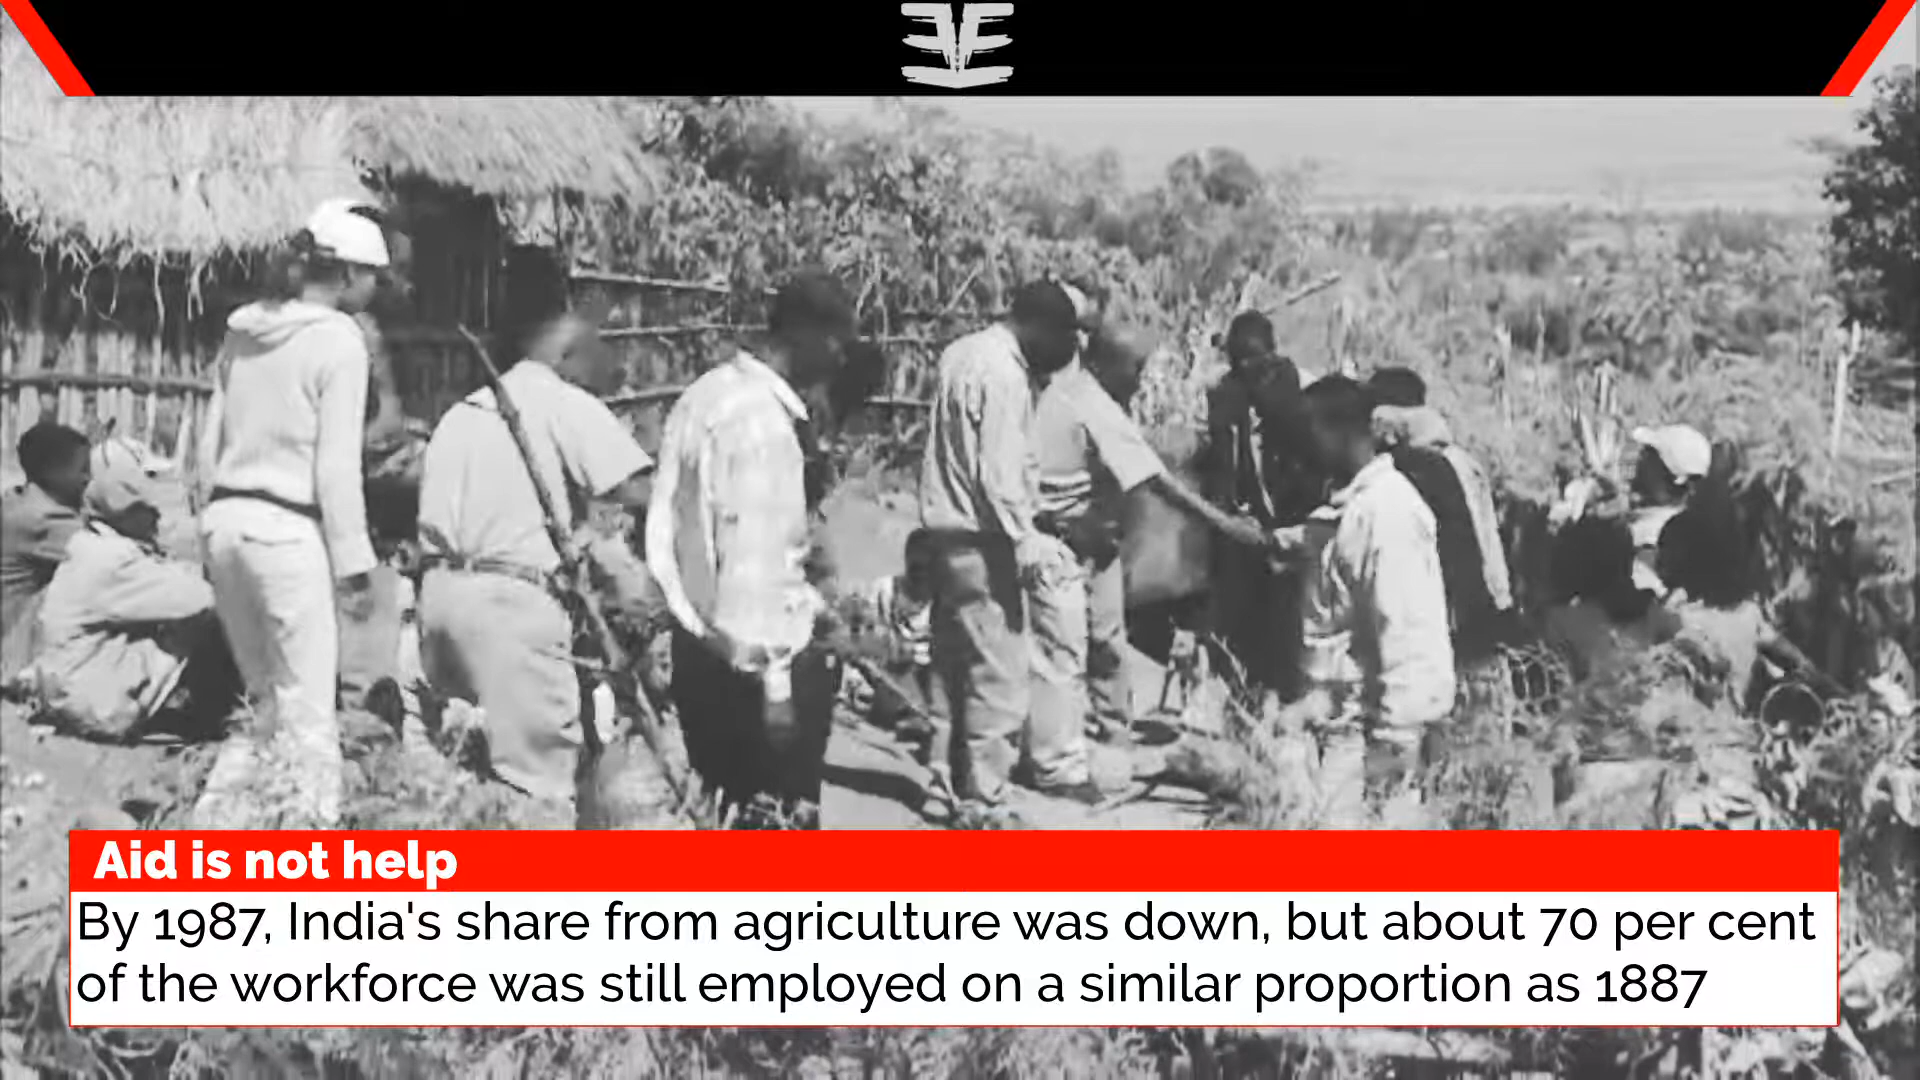 Aid is not help
By 1987, India's share from agriculture was down, but about 70 per cent
of the workforce was still employed on a similar proportion as 1887